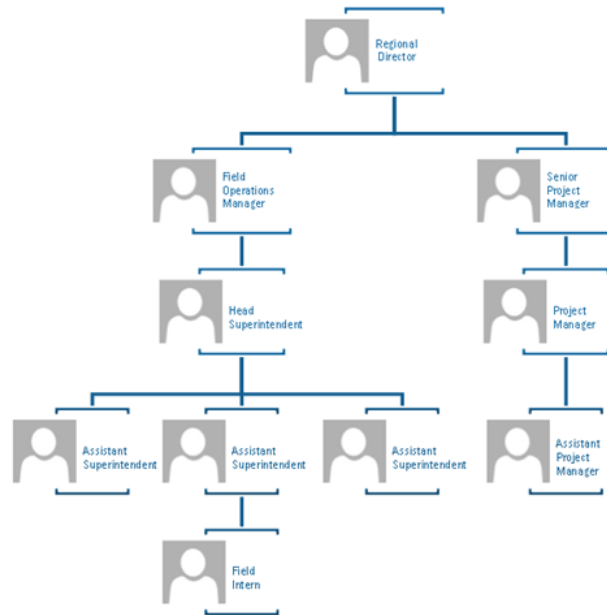 Regional
Director
Field
Operations
Manager
Senior
Project
Manager
Head
Superintendent
Project
Manager
Assistant
Superintendent
Assistant
Superintendent
Assistant
Superintendent
Assistant
Project
Manager
Field
Intern